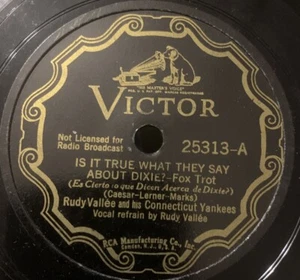 "HIS MASTER'S VOICE"
VICTOR
Not Licensed for
Radio Broadcast
25313-A
IS IT TRUE WHAT THEY SAY
ABOUT DIXIE?-Fox Trot
(Es Cierto lo que Dicen Acerca de Dixie?)
(Caesar-Lerner-Marks)
Rudy Vallée and his Connecticut Yankees
Vocal refrain by Rudy Vallée
RCA Manufacturing Co., Inc.
Camden, N. J., U. S. A.